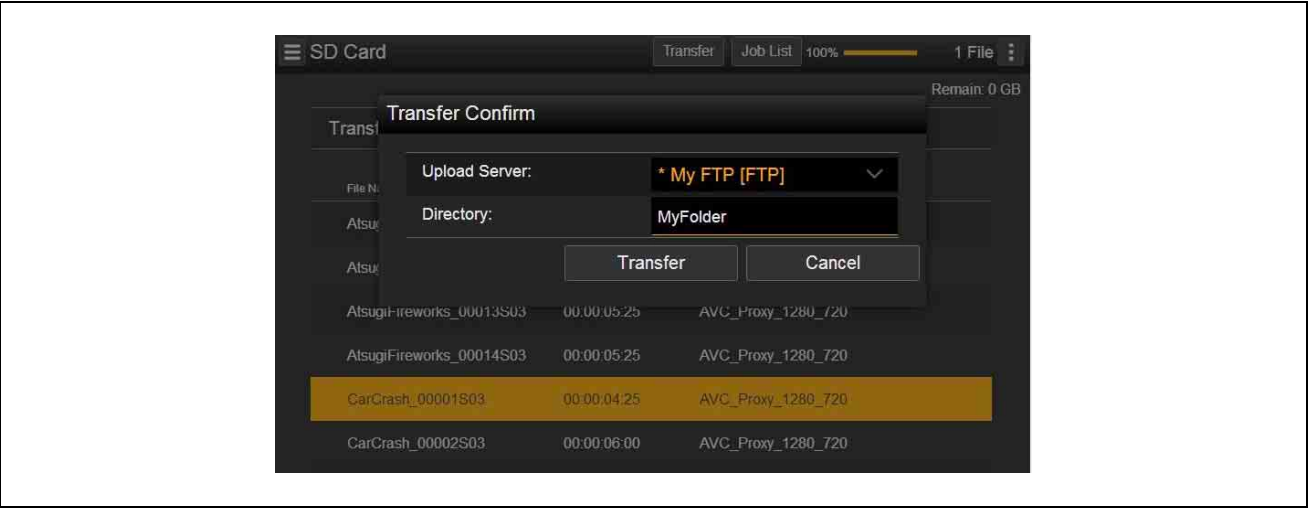 SD Card Transfer Job List 100% 1 File
Remain: 0 GB
Transfer Confirm
Upload Server: * My FTP [FTP]
Directory: MyFolder
Transfer Cancel
AtsugiFireworks_00013S03 00:00:05:25 AVC_Proxy_1280_720
AtsugiFireworks_00014S03 00:00:05:25 AVC_Proxy_1280_720
CarCrash_00001S03 00:00:04:25 AVC_Proxy_1280_720
CarCrash_00002S03 00:00:06:00 AVC_Proxy_1280_720